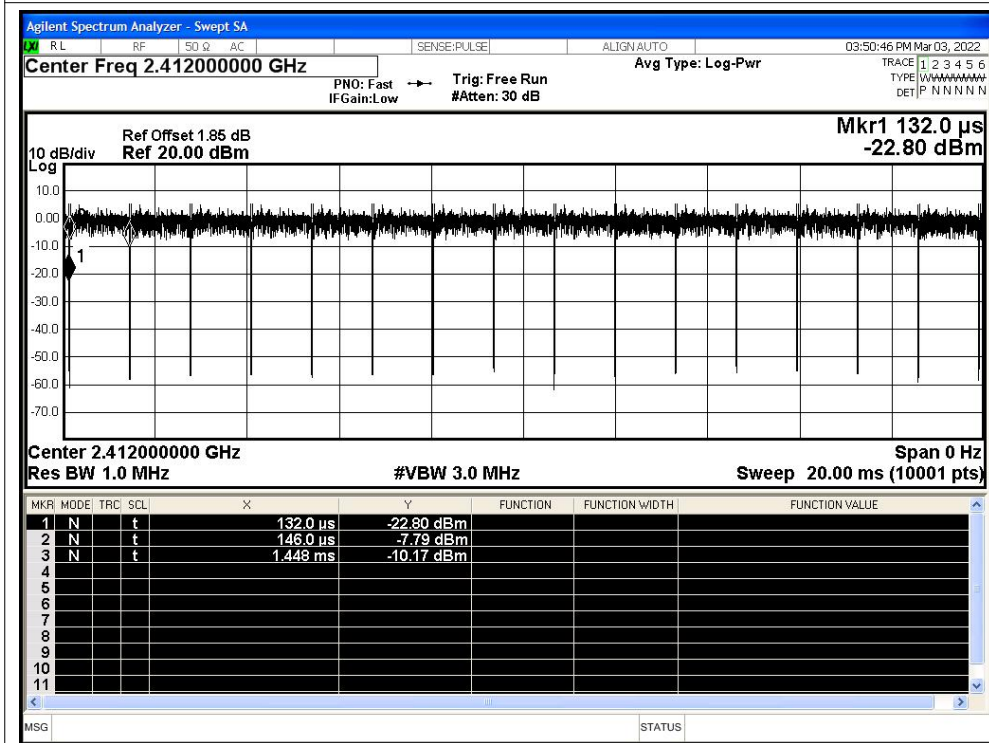 Agilent Spectrum Analyzer - Swept SA
LXI RL RF 50 Ω AC SENSE:PULSE ALIGN AUTO 03:50:46 PM Mar 03, 2022
Center Freq 2.412000000 GHz Avg Type: Log-Pwr TRACE 1 2 3 4 5 6
PNO: Fast Trig: Free Run TYPE WWWWWW
IFGain:Low #Atten: 30 dB DET P N N N N N
Mkr1 132.0 µs
Ref Offset 1.85 dB
10 dB/div Ref 20.00 dBm -22.80 dBm
Log
10.0
0.00
-10.0
1
-20.0
-30.0
-40.0
-50.0
-60.0
-70.0
Center 2.412000000 GHz Span 0 Hz
Res BW 1.0 MHz #VBW 3.0 MHz Sweep 20.00 ms (10001 pts)
MKR MODE TRC SCL X Y FUNCTION FUNCTION WIDTH FUNCTION VALUE
1 N t 132.0 µs -22.80 dBm
2 N t 146.0 µs -7.79 dBm
3 N t 1.448 ms -10.17 dBm
4
5
6
7
8
9
10
11
MSG STATUS